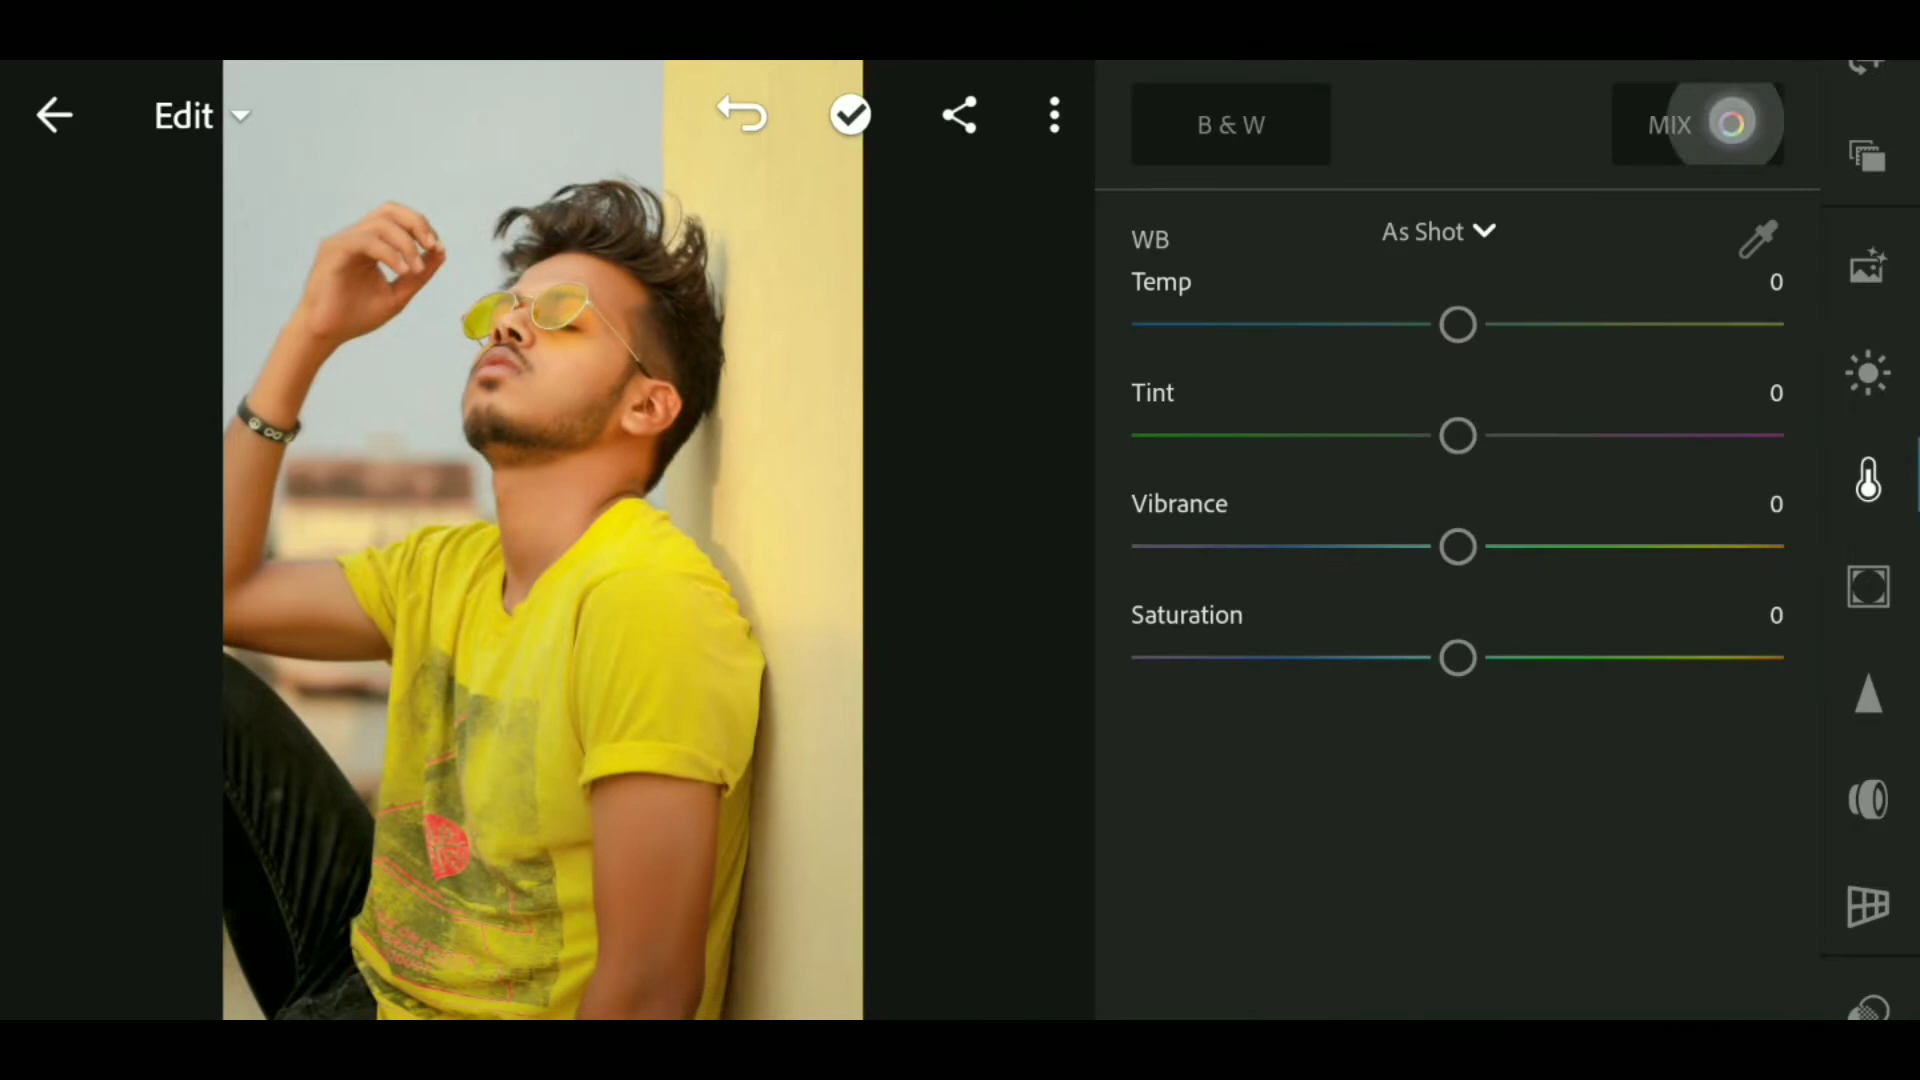 Edit
B & W
MIX
WB
As Shot
Temp
0
Tint
0
Vibrance
0
Saturation
0